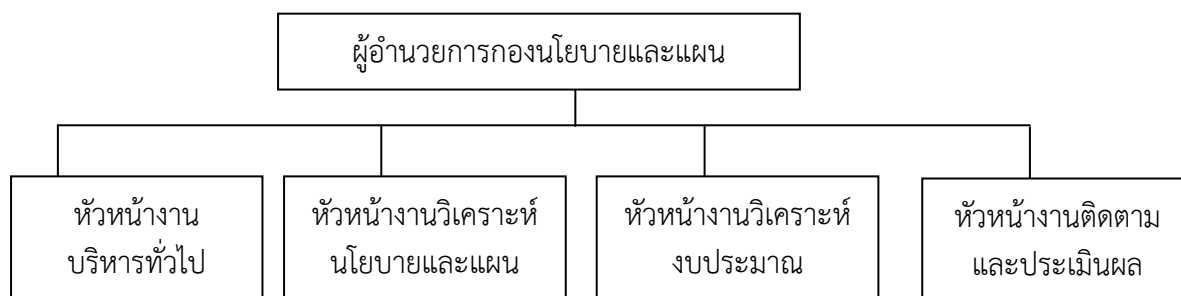 ผู้อำนวยการกองนโยบายและแผน
หัวหน้างาน
บริหารทั่วไป
หัวหน้างานวิเคราะห์
นโยบายและแผน
หัวหน้างานวิเคราะห์
งบประมาณ
หัวหน้างานติดตาม
และประเมินผล